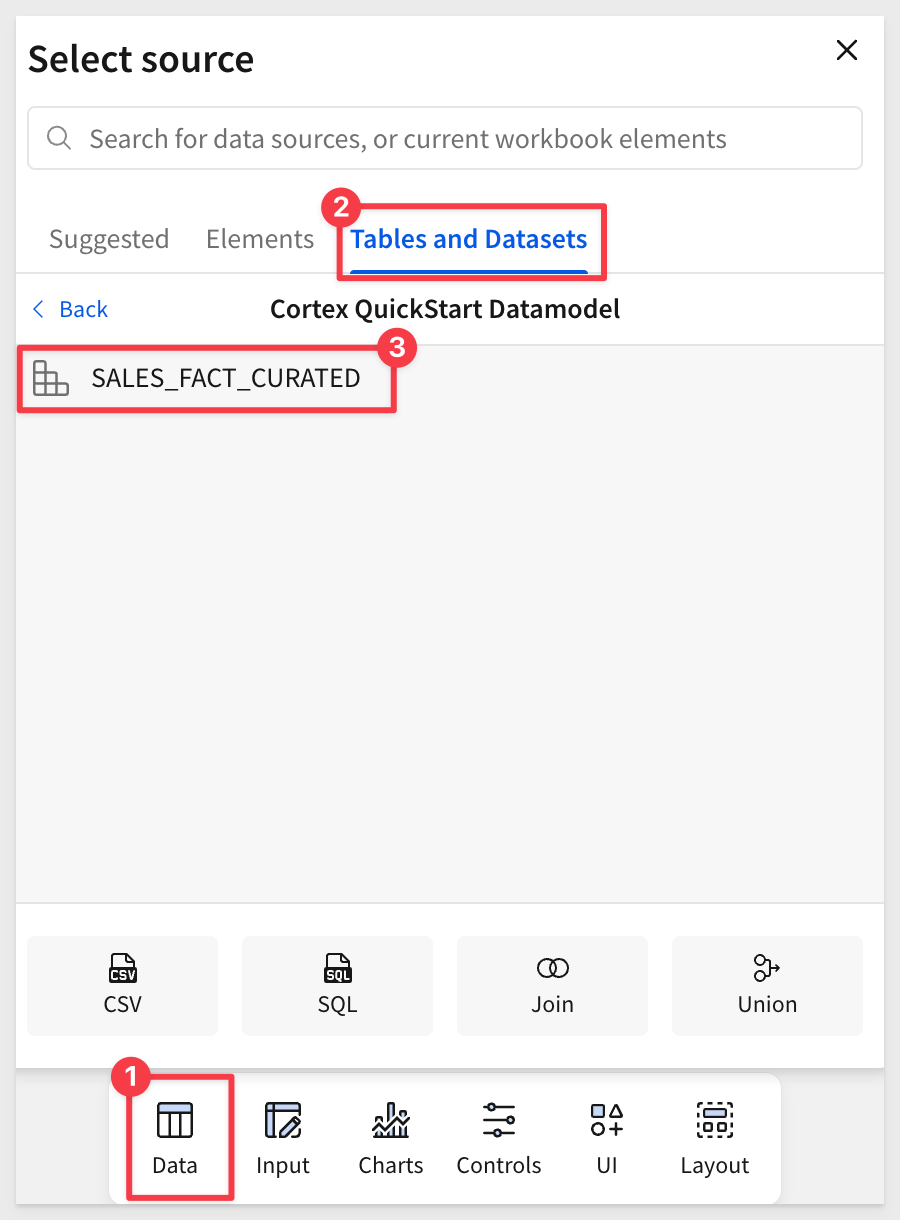 Select source
Search for data sources, or current workbook elements
2
Suggested Elements Tables and Datasets
Back Cortex QuickStart Datamodel
3
SALES_FACT_CURATED
CSV SQL
CSV SQL Join Union
1
Data Input Charts Controls UI Layout